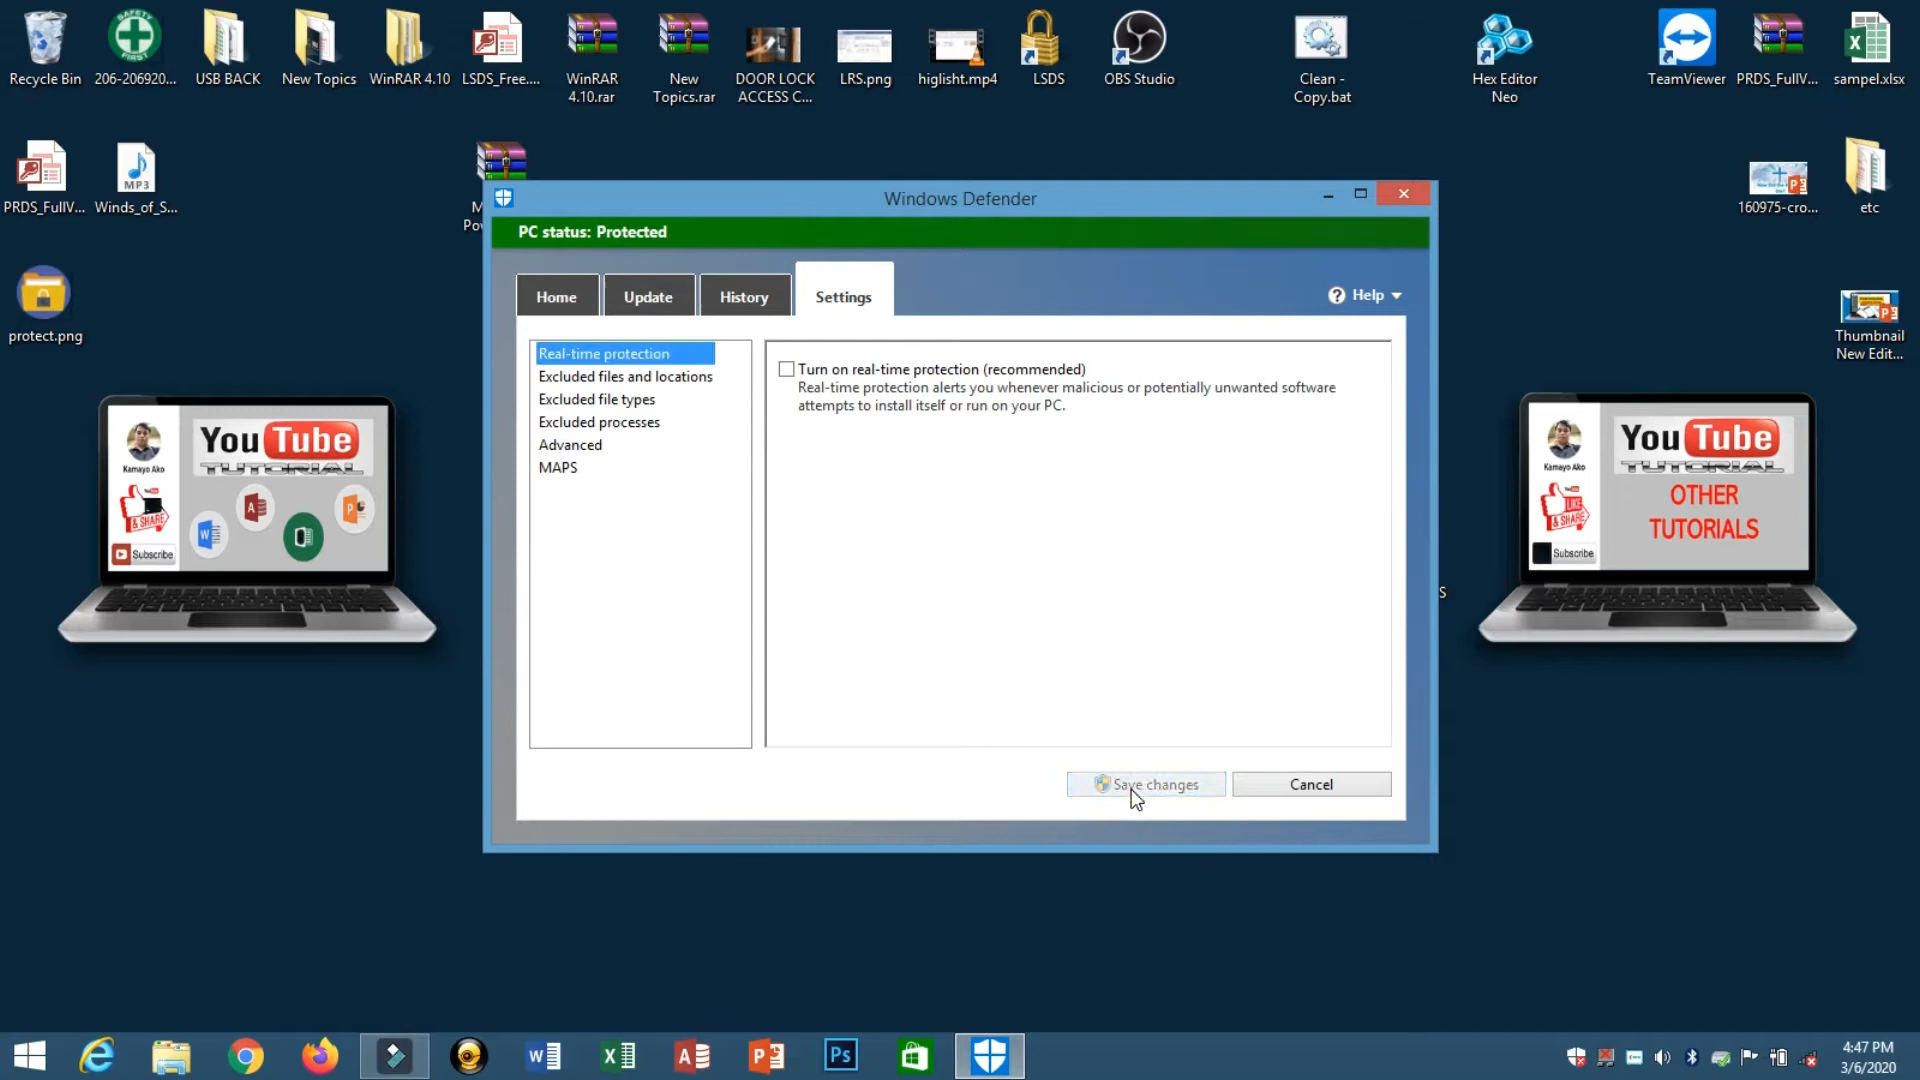 Recycle Bin
206-206920...
USB BACK
New Topics
WinRAR 4.10
LSDS_Free....
WinRAR
4.10.rar
New
Topics.rar
DOOR LOCK
ACCESS C...
LRS.png
higlisht.mp4
LSDS
OBS Studio
Clean -
Copy.bat
Hex Editor
Neo
TeamViewer
PRDS_FullV...
sampel.xlsx
PRDS_FullV...
MP3
Winds_of_S...
160975-cro...
etc
protect.png
Thumbnail
New Edit...
Windows Defender
PC status: Protected
Home
Update
History
Settings
Help
Real-time protection
Excluded files and locations
Excluded file types
Excluded processes
Advanced
MAPS
Turn on real-time protection (recommended)
Real-time protection alerts you whenever malicious or potentially unwanted software
attempts to install itself or run on your PC.
Save changes
Cancel
YouTube
TUTORIAL
Kamayo Ako
& SHARE
Subscribe
YouTube
TUTORIAL
Kamayo Ako
LIKE
& SHARE
Subscribe
OTHER
TUTORIALS
4:47 PM
3/6/2020